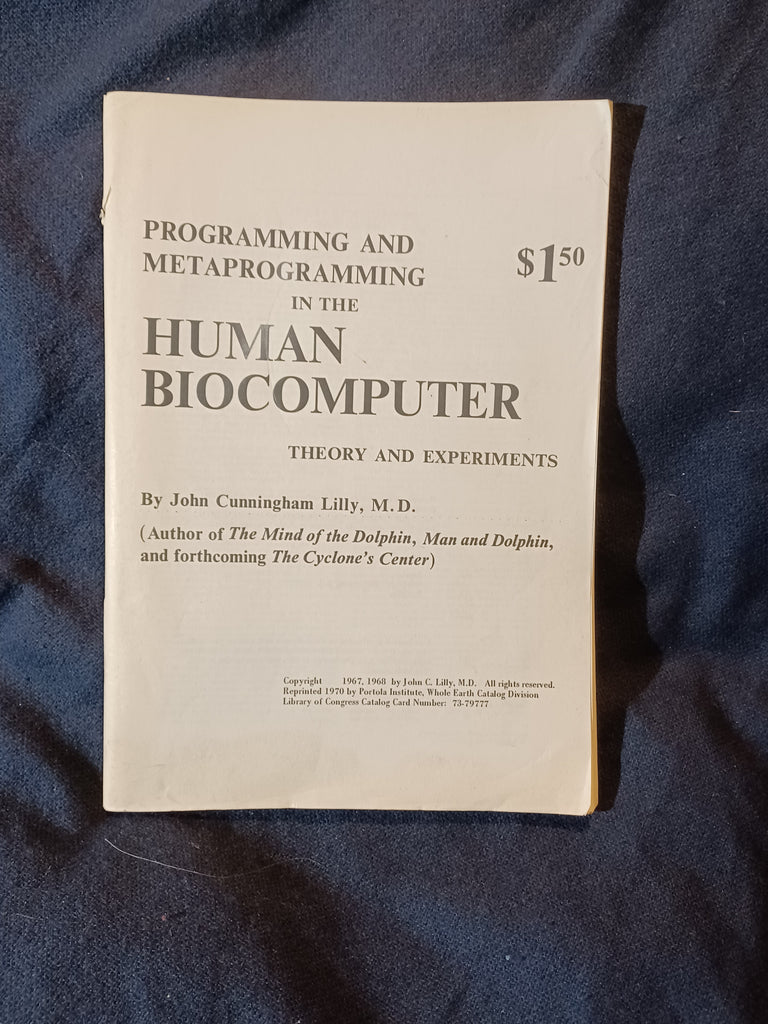 PROGRAMMING AND
METAPROGRAMMING
$1.50
IN THE
HUMAN
BIOCOMPUTER
THEORY AND EXPERIMENTS
By John Cunningham Lilly, M.D.
(Author of The Mind of the Dolphin, Man and Dolphin,
and forthcoming The Cyclone's Center)
Copyright 1967, 1968 by John C. Lilly, M.D. All rights reserved.
Reprinted 1970 by Portola Institute, Whole Earth Catalog Division
Library of Congress Catalog Card Number: 73-79777